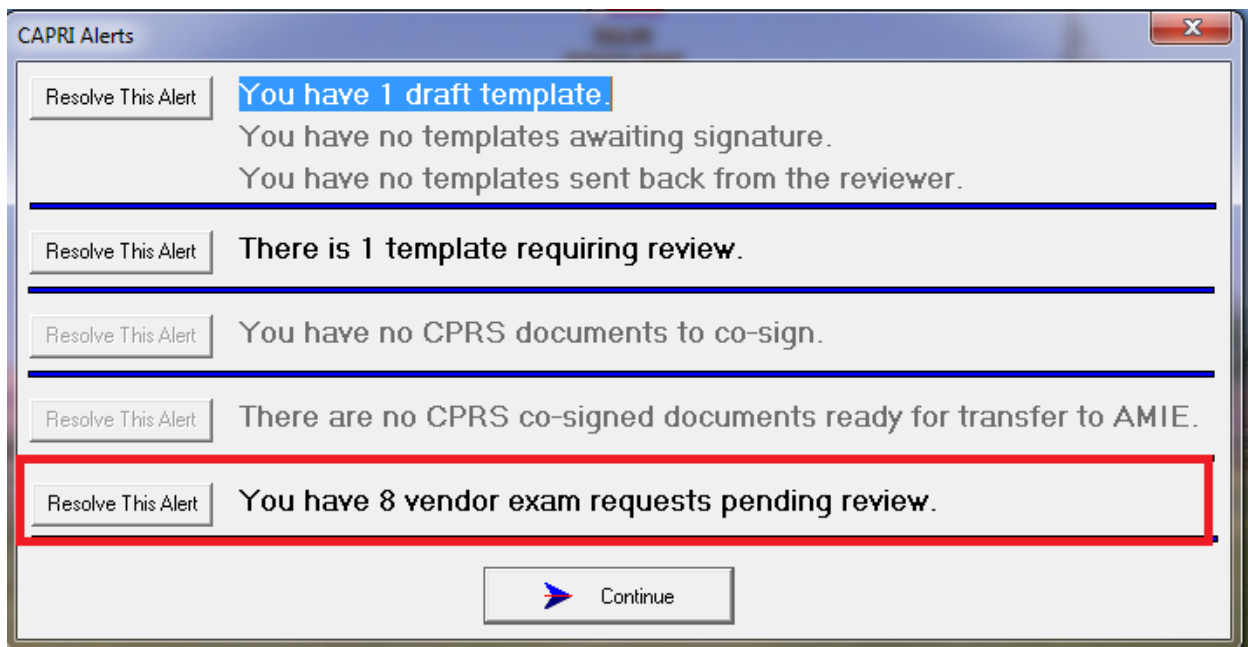 CAPRI Alerts
Resolve This Alert
You have 1 draft template.
You have no templates awaiting signature.
You have no templates sent back from the reviewer.
Resolve This Alert
There is 1 template requiring review.
Resolve This Alert
You have no CPRS documents to co-sign.
Resolve This Alert
There are no CPRS co-signed documents ready for transfer to AMIE.
Resolve This Alert
You have 8 vendor exam requests pending review.
Continue